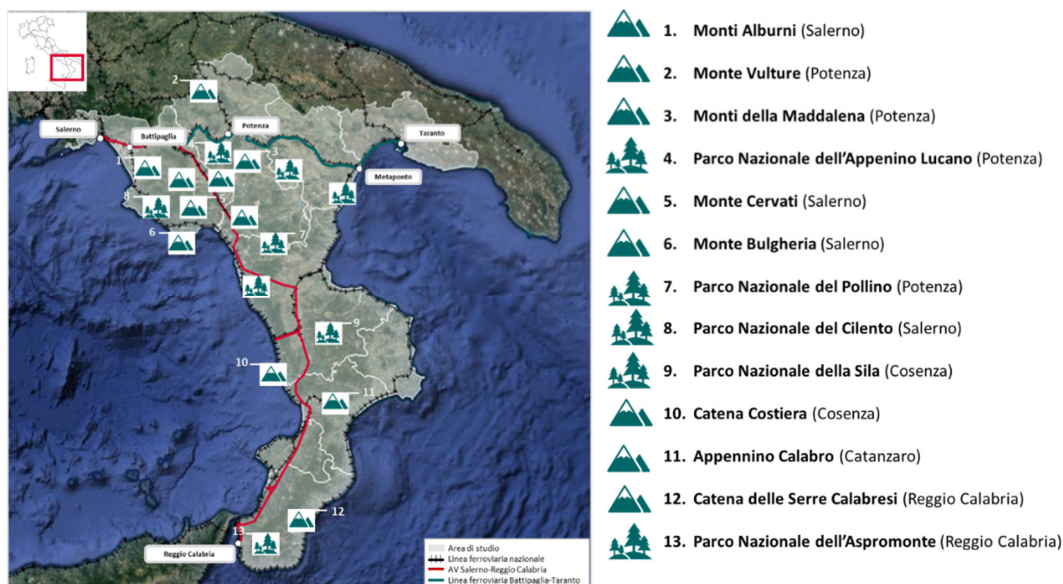 2
Salerno
Battipaglia
Potenza
Taranto
1
3
Metaponto
8
6
7
9
10
11
12
13
Reggio Calabria
Area di studio
Linea ferroviaria nazionale
AV Salerno-Reggio Calabria
Linea ferroviaria Battipaglia-Taranto
1. Monti Alburni (Salerno)
2. Monte Vulture (Potenza)
3. Monti della Maddalena (Potenza)
4. Parco Nazionale dell’Appenino Lucano (Potenza)
5. Monte Cervati (Salerno)
6. Monte Bulgheria (Salerno)
7. Parco Nazionale del Pollino (Potenza)
8. Parco Nazionale del Cilento (Salerno)
9. Parco Nazionale della Sila (Cosenza)
10. Catena Costiera (Cosenza)
11. Appennino Calabro (Catanzaro)
12. Catena delle Serre Calabresi (Reggio Calabria)
13. Parco Nazionale dell’Aspromonte (Reggio Calabria)